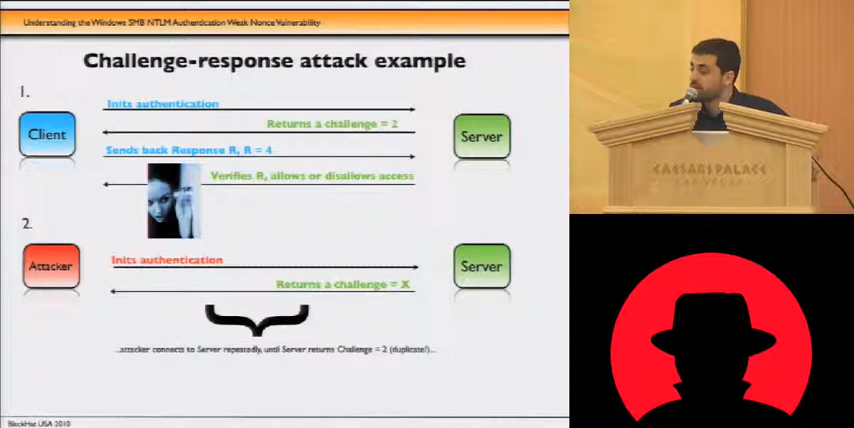 Understanding the Windows SMB NTLM Authentication Weak Nonce Vulnerability
Challenge-response attack example
1.
Inits authentication
Client
Returns a challenge = 2
Server
Sends back Response R, R = 4
Verifies R, allows or disallows access
2.
Attacker
Inits authentication
Server
Returns a challenge = X
...attacker connects to Server repeatedly, until Server returns Challenge = 2 (duplicate!)...
BlackHat USA 2010
CAESARS PALACE
LAS VEGAS